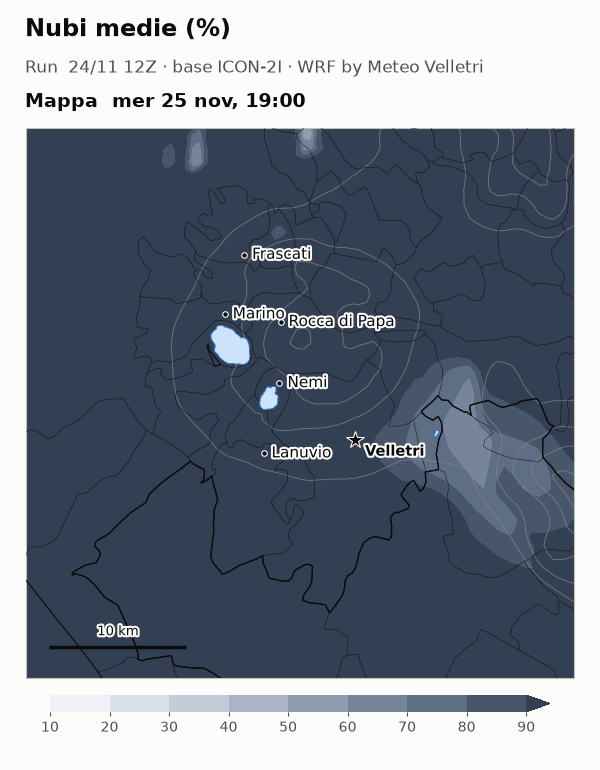 Nubi medie (%)
Run  24/11 12Z · base ICON-2I · WRF by Meteo Velletri
Mappa  mer 25 nov, 19:00
Frascati
Marino
Rocca di Papa
Nemi
Velletri
Lanuvio
10 km
10 20 30 40 50 60 70 80 90